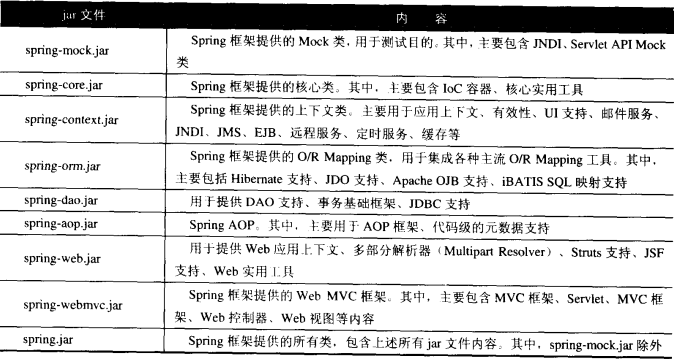 jar 文件
内 容
spring-mock.jar
Spring 框架提供的 Mock 类，用于测试目的。其中，主要包含 JNDI、Servlet API Mock
类
spring-core.jar
Spring 框架提供的核心类。其中，主要包含 IoC 容器、核心实用工具
spring-context.jar
Spring 框架提供的上下文类。主要用于应用上下文、有效性、UI 支持、邮件服务、
JNDI、JMS、EJB、远程服务、定时服务、缓存等
spring-orm.jar
Spring 框架提供的 O/R Mapping 类，用于集成各种主流 O/R Mapping 工具。其中，
主要包括 Hibernate 支持、JDO 支持、Apache OJB 支持、iBATIS SQL 映射支持
spring-dao.jar
用于提供 DAO 支持、事务基础框架、JDBC 支持
spring-aop.jar
Spring AOP。其中，主要用于 AOP 框架、代码级的元数据支持
spring-web.jar
用于提供 Web 应用上下文、多部分解析器（Multipart Resolver）、Struts 支持、JSF
支持、Web 实用工具
spring-webmvc.jar
Spring 框架提供的 Web MVC 框架。其中，主要包含 MVC 框架、Servlet、MVC 框
架、Web 控制器、Web 视图等内容
spring.jar
Spring 框架提供的所有类，包含上述所有 jar 文件内容。其中，spring-mock.jar 除外